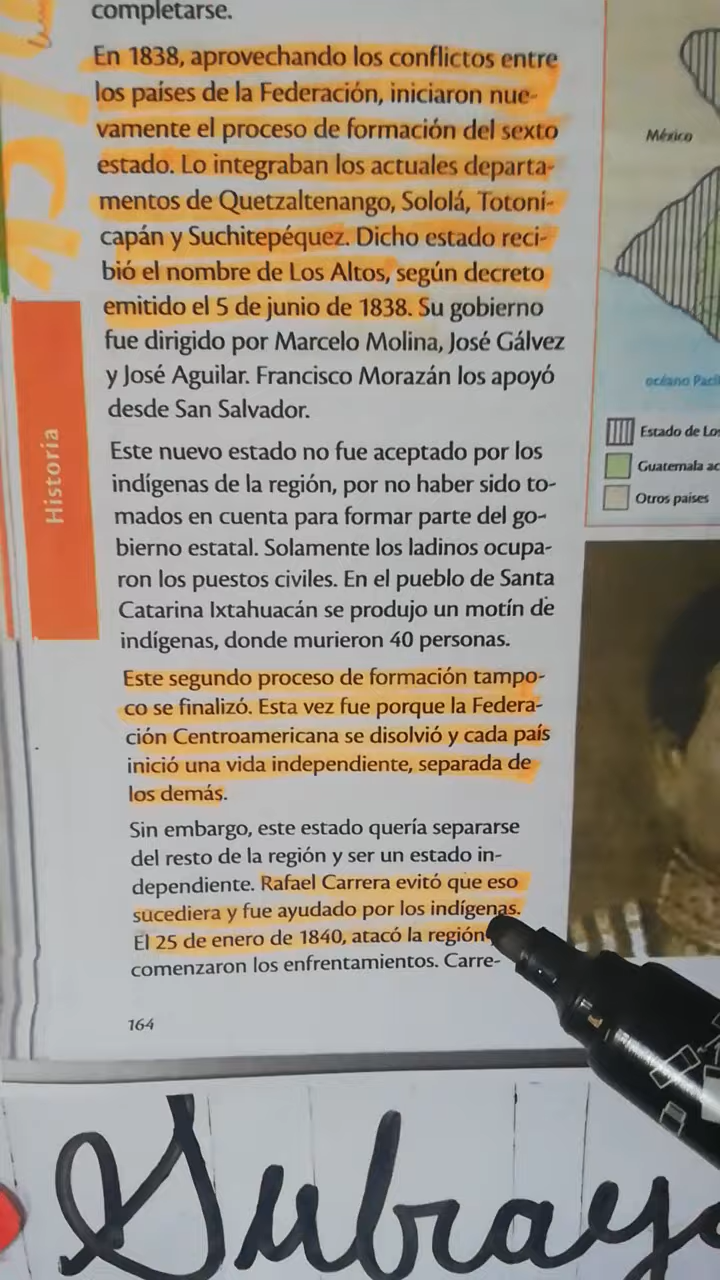 completarse.
En 1838, aprovechando los conflictos entre
los países de la Federación, iniciaron nue-
vamente el proceso de formación del sexto
estado. Lo integraban los actuales departa-
mentos de Quetzaltenango, Sololá, Totoni-
capán y Suchitepéquez. Dicho estado reci-
bió el nombre de Los Altos, según decreto
emitido el 5 de junio de 1838. Su gobierno
fue dirigido por Marcelo Molina, José Gálvez
y José Aguilar. Francisco Morazán los apoyó
desde San Salvador.
Este nuevo estado no fue aceptado por los
indígenas de la región, por no haber sido to-
mados en cuenta para formar parte del go-
bierno estatal. Solamente los ladinos ocupa-
ron los puestos civiles. En el pueblo de Santa
Catarina Ixtahuacán se produjo un motín de
indígenas, donde murieron 40 personas.
Este segundo proceso de formación tampo-
co se finalizó. Esta vez fue porque la Federa-
ción Centroamericana se disolvió y cada país
inició una vida independiente, separada de
los demás.
Sin embargo, este estado quería separarse
del resto de la región y ser un estado in-
dependiente. Rafael Carrera evitó que eso
sucediera y fue ayudado por los indígenas.
El 25 de enero de 1840, atacó la región
comenzaron los enfrentamientos. Carre-
164
Historia
México
océano Pací
Estado de Los
Guatemala ac
Otros países
Subraya